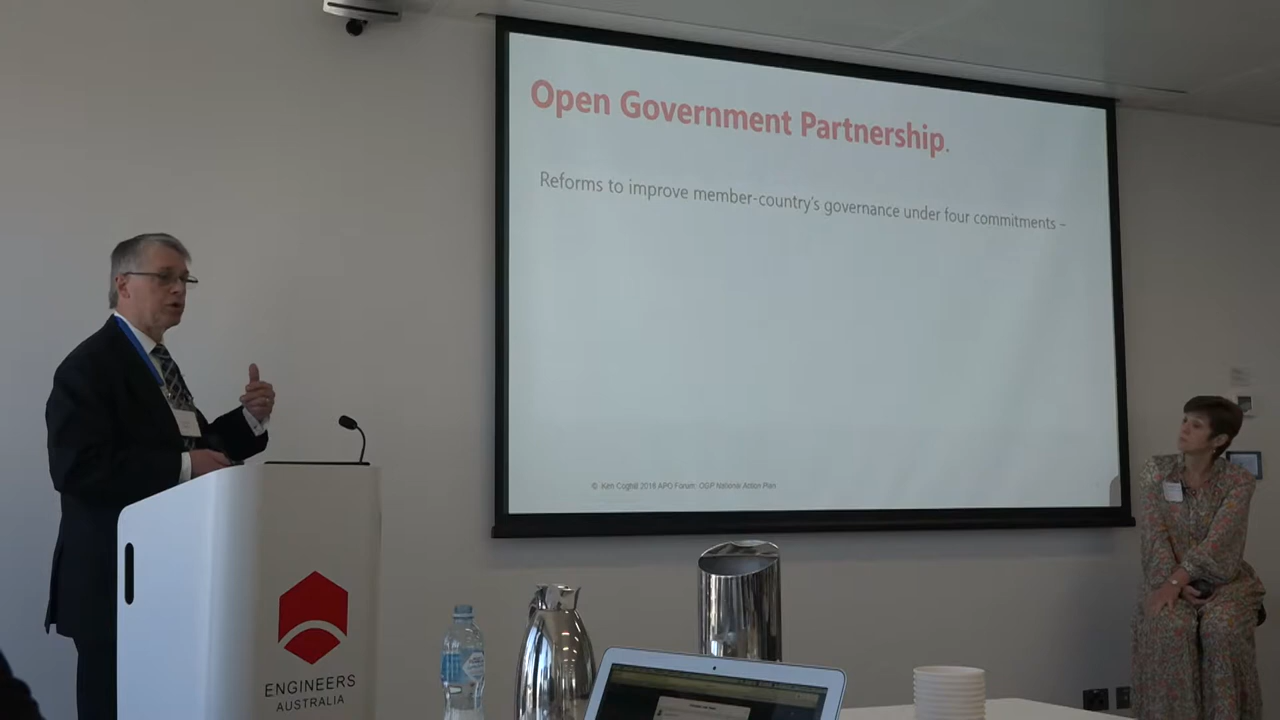 Open Government Partnership.
Reforms to improve member-country's governance under four commitments –
© Ken Coghill 2016 APO Forum: OGP National Action Plan
ENGINEERS
AUSTRALIA